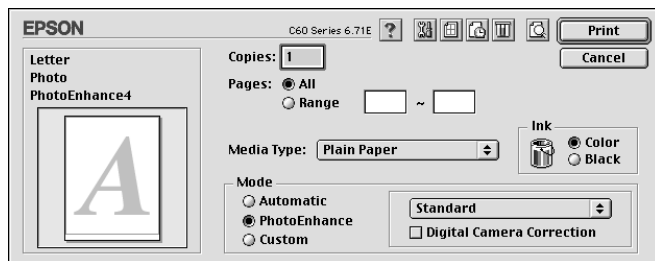 EPSON
C60 Series 6.71E ?
Print
Cancel
Letter
Photo
PhotoEnhance4
A
Copies: 1
Pages: All
Range ~
Media Type: Plain Paper
Ink
Color
Black
Mode
Automatic
PhotoEnhance
Custom
Standard
Digital Camera Correction